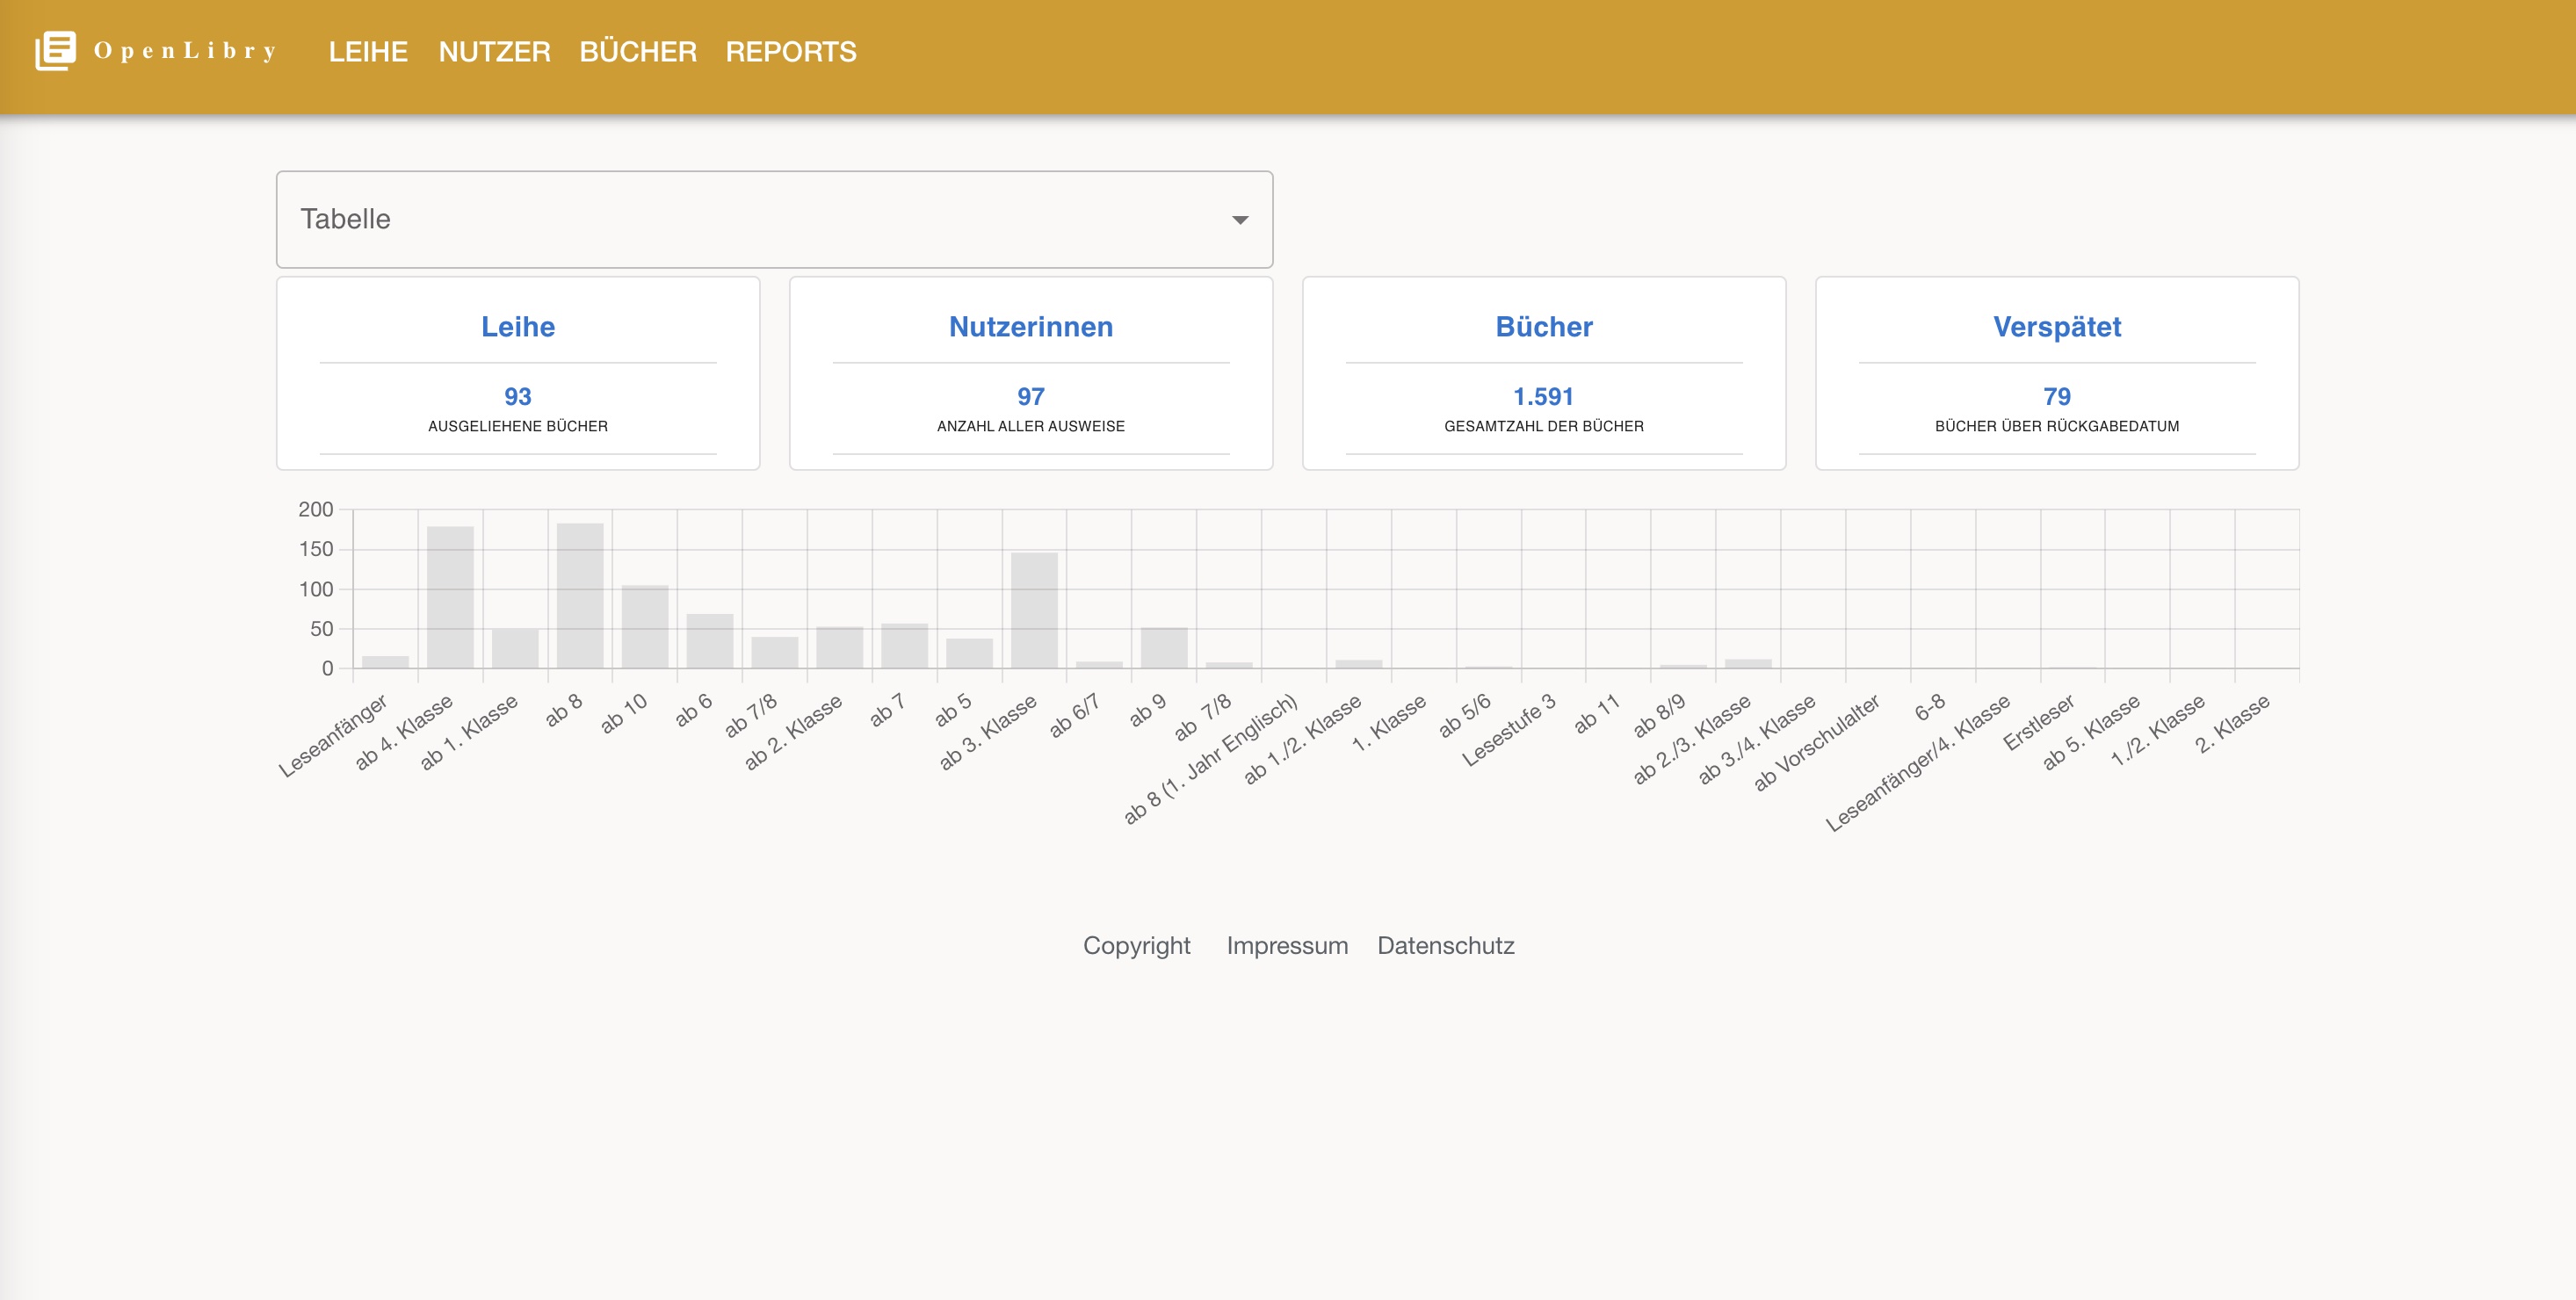 OpenLibry LEIHE NUTZER BÜCHER REPORTS
Tabelle
Leihe
93
AUSGELIEHENE BÜCHER
Nutzerinnen
97
ANZAHL ALLER AUSWEISE
Bücher
1.591
GESAMTZAHL DER BÜCHER
Verspätet
79
BÜCHER ÜBER RÜCKGABEDATUM
200
150
100
50
0
Leseanfänger
ab 4. Klasse
ab 1. Klasse
ab 8
ab 10
ab 6
ab 7/8
ab 2. Klasse
ab 7
ab 5
ab 3. Klasse
ab 6/7
ab 9
ab  7/8
ab 8 (1. Jahr Englisch)
ab 1./2. Klasse
1. Klasse
ab 5/6
Lesestufe 3
ab 11
ab 8/9
ab 2./3. Klasse
ab 3./4. Klasse
ab Vorschulalter
6-8
Leseanfänger/4. Klasse
Erstleser
ab 5. Klasse
1./2. Klasse
2. Klasse
Copyright Impressum Datenschutz